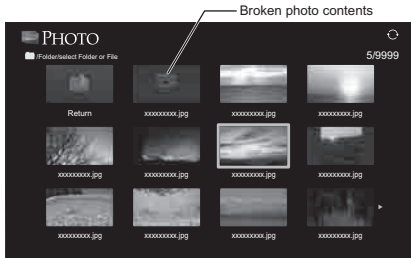 Broken photo contents
PHOTO
/Folder/select Folder or File
5/9999
Return xxxxxxxxx.jpg xxxxxxxxx.jpg xxxxxxxxx.jpg
xxxxxxxxx.jpg xxxxxxxxx.jpg xxxxxxxxx.jpg xxxxxxxxx.jpg
xxxxxxxxx.jpg xxxxxxxxx.jpg xxxxxxxxx.jpg xxxxxxxxx.jpg